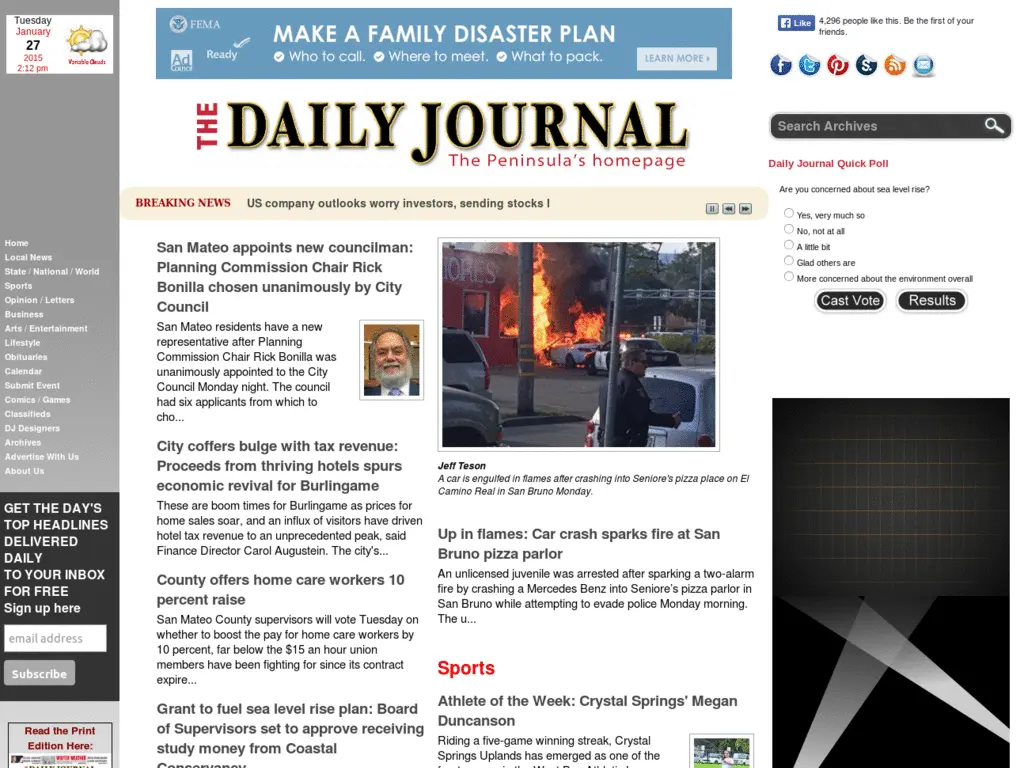 Tuesday
January
27
2015
2:12 pm
Variable Clouds
FEMA
Ad
Council
Ready
MAKE A FAMILY DISASTER PLAN
Who to call. Where to meet. What to pack.
LEARN MORE
Like
4,296 people like this. Be the first of your
friends.
THE DAILY JOURNAL
The Peninsula's homepage
Search Archives
BREAKING NEWS US company outlooks worry investors, sending stocks l
Home
Local News
State / National / World
Sports
Opinion / Letters
Business
Arts / Entertainment
Lifestyle
Obituaries
Calendar
Submit Event
Comics / Games
Classifieds
DJ Designers
Archives
Advertise With Us
About Us
GET THE DAY'S
TOP HEADLINES
DELIVERED
DAILY
TO YOUR INBOX
FOR FREE
Sign up here
email address
Subscribe
Read the Print
Edition Here:
San Mateo appoints new councilman:
Planning Commission Chair Rick
Bonilla chosen unanimously by City
Council
San Mateo residents have a new
representative after Planning
Commission Chair Rick Bonilla was
unanimously appointed to the City
Council Monday night. The council
had six applicants from which to
cho...
City coffers bulge with tax revenue:
Proceeds from thriving hotels spurs
economic revival for Burlingame
These are boom times for Burlingame as prices for
home sales soar, and an influx of visitors have driven
hotel tax revenue to an unprecedented peak, said
Finance Director Carol Augustein. The city's...
County offers home care workers 10
percent raise
San Mateo County supervisors will vote Tuesday on
whether to boost the pay for home care workers by
10 percent, far below the $15 an hour union
members have been fighting for since its contract
expire...
Grant to fuel sea level rise plan: Board
of Supervisors set to approve receiving
study money from Coastal
Conservancy
Jeff Teson
A car is engulfed in flames after crashing into Seniore's pizza place on El
Camino Real in San Bruno Monday.
Up in flames: Car crash sparks fire at San
Bruno pizza parlor
An unlicensed juvenile was arrested after sparking a two-alarm
fire by crashing a Mercedes Benz into Seniore's pizza parlor in
San Bruno while attempting to evade police Monday morning.
The u...
Sports
Athlete of the Week: Crystal Springs' Megan
Duncanson
Riding a five-game winning streak, Crystal
Springs Uplands has emerged as one of the
Daily Journal Quick Poll
Are you concerned about sea level rise?
Yes, very much so
No, not at all
A little bit
Glad others are
More concerned about the environment overall
Cast Vote
Results